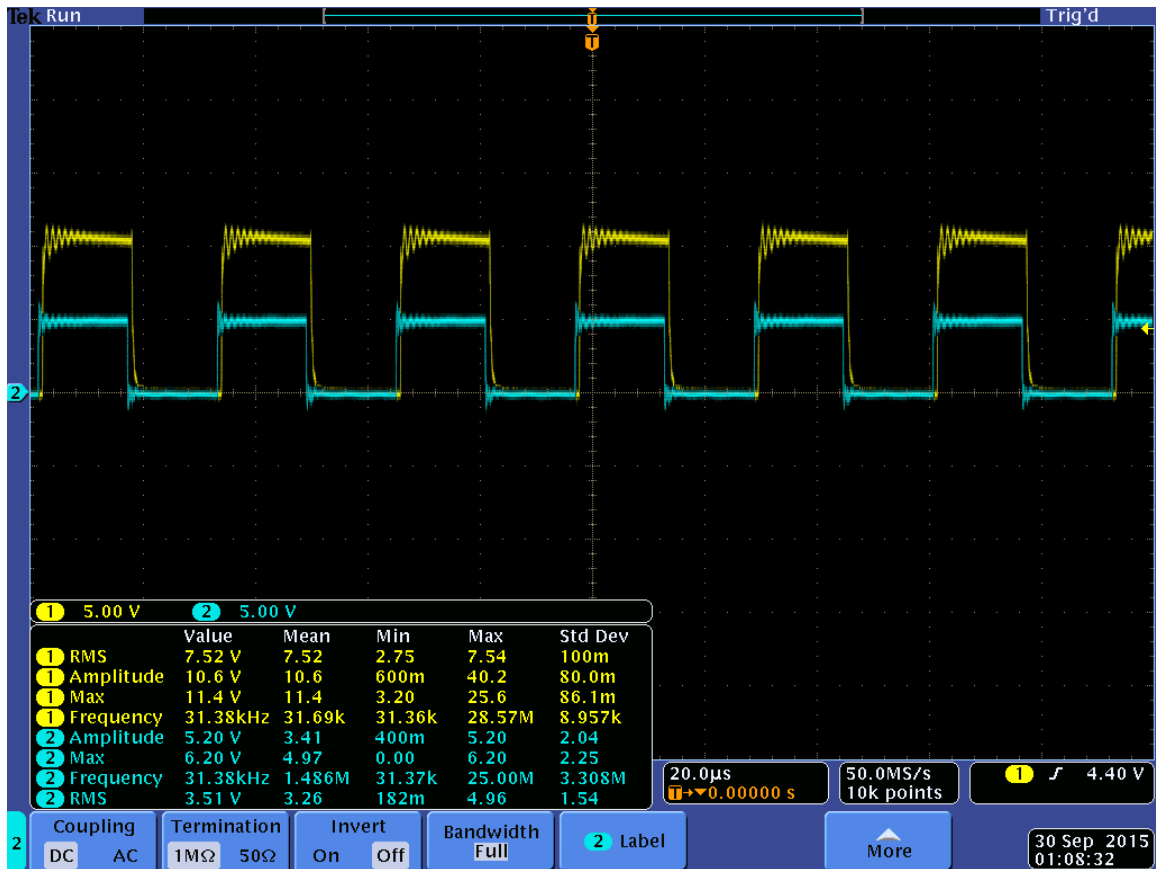 Tek Run Trig'd
T
T
2
1 5.00 V 2 5.00 V
Value Mean Min Max Std Dev
1 RMS 7.52 V 7.52 2.75 7.54 100m
1 Amplitude 10.6 V 10.6 600m 40.2 80.0m
1 Max 11.4 V 11.4 3.20 25.6 86.1m
1 Frequency 31.38kHz 31.69k 31.36k 28.57M 8.957k
2 Amplitude 5.20 V 3.41 400m 5.20 2.04
2 Max 6.20 V 4.97 0.00 6.20 2.25
2 Frequency 31.38kHz 1.486M 31.37k 25.00M 3.308M
2 RMS 3.51 V 3.26 182m 4.96 1.54
20.0μs
T→▼0.00000 s
50.0MS/s
10k points
1 ∫ 4.40 V
2
Coupling
DC AC
Termination
1MΩ 50Ω
Invert
On Off
Bandwidth
Full
2 Label
More
30 Sep 2015
01:08:32